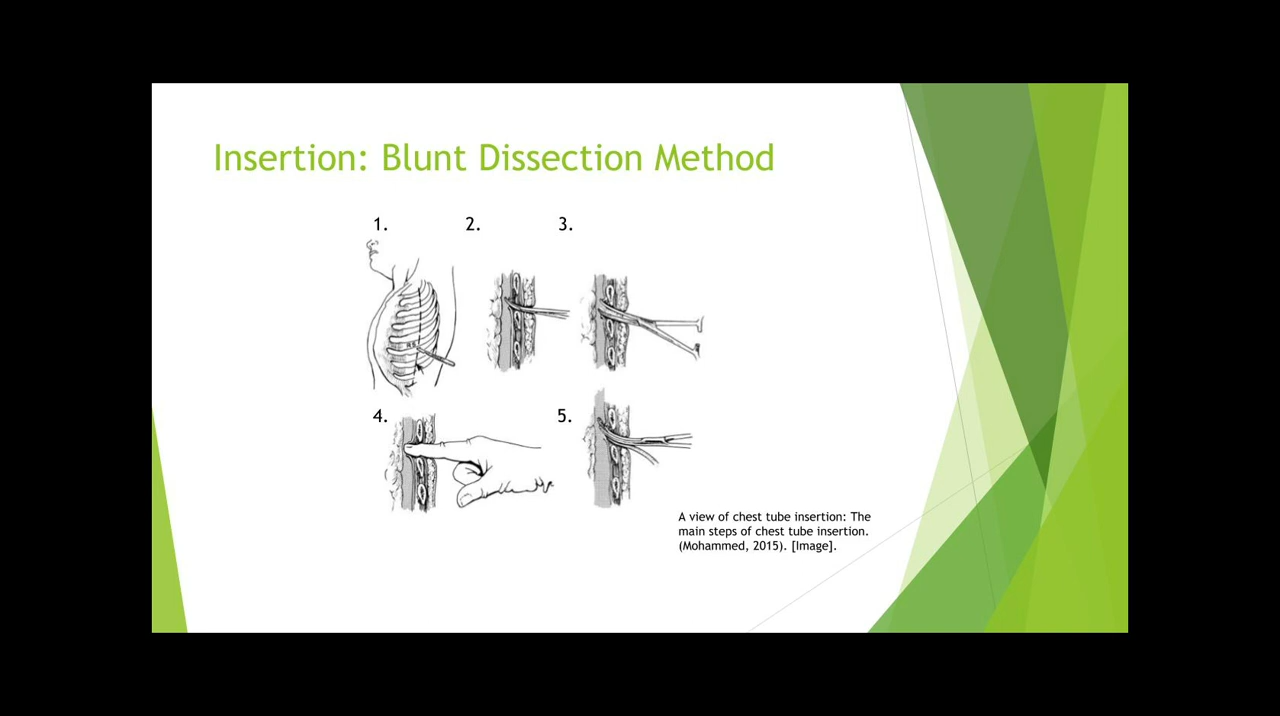 Insertion: Blunt Dissection Method
1. 2. 3.
4. 5.
A view of chest tube insertion: The
main steps of chest tube insertion.
(Mohammed, 2015). [Image].